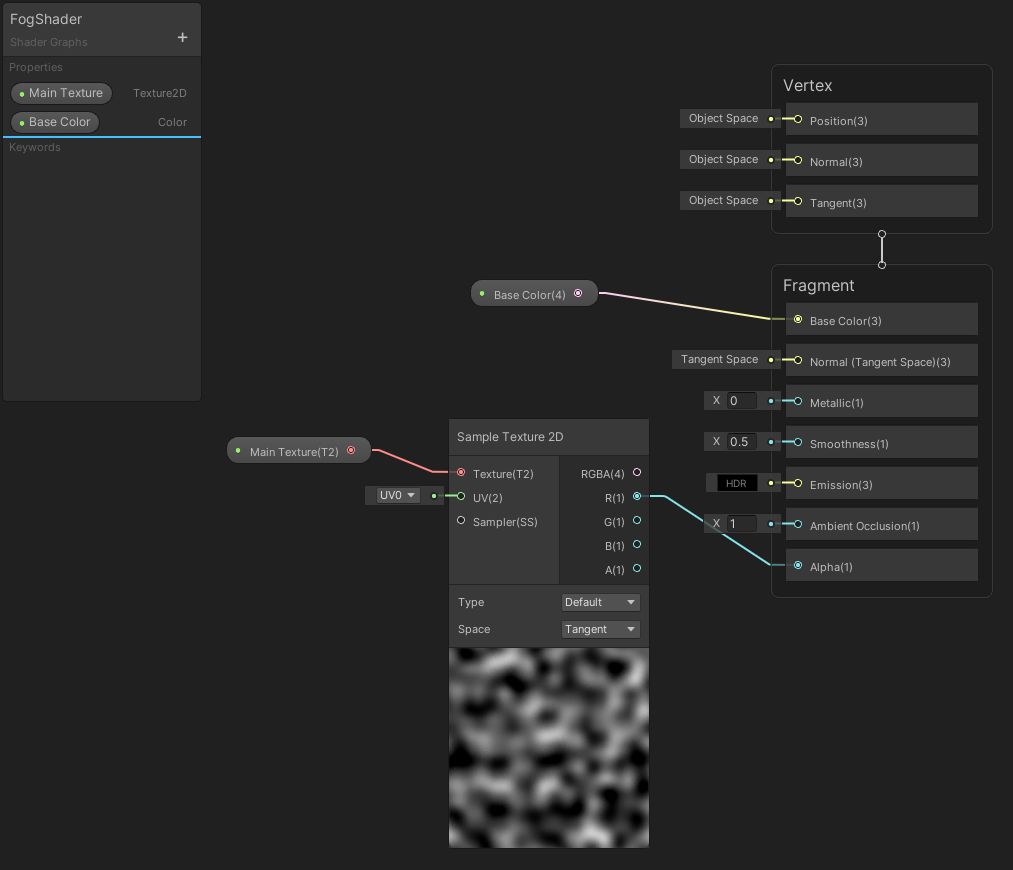 FogShader
Shader Graphs
+
Properties
Main Texture Texture2D
Base Color Color
Keywords
Vertex
Object Space Position(3)
Object Space Normal(3)
Object Space Tangent(3)
Fragment
Base Color(4)
Base Color(3)
Tangent Space Normal (Tangent Space)(3)
X 0 Metallic(1)
X 0.5 Smoothness(1)
HDR Emission(3)
X 1 Ambient Occlusion(1)
Alpha(1)
Main Texture(T2)
UV0
Sample Texture 2D
Texture(T2) RGBA(4)
UV(2) R(1)
Sampler(SS) G(1)
B(1)
A(1)
Type Default
Space Tangent